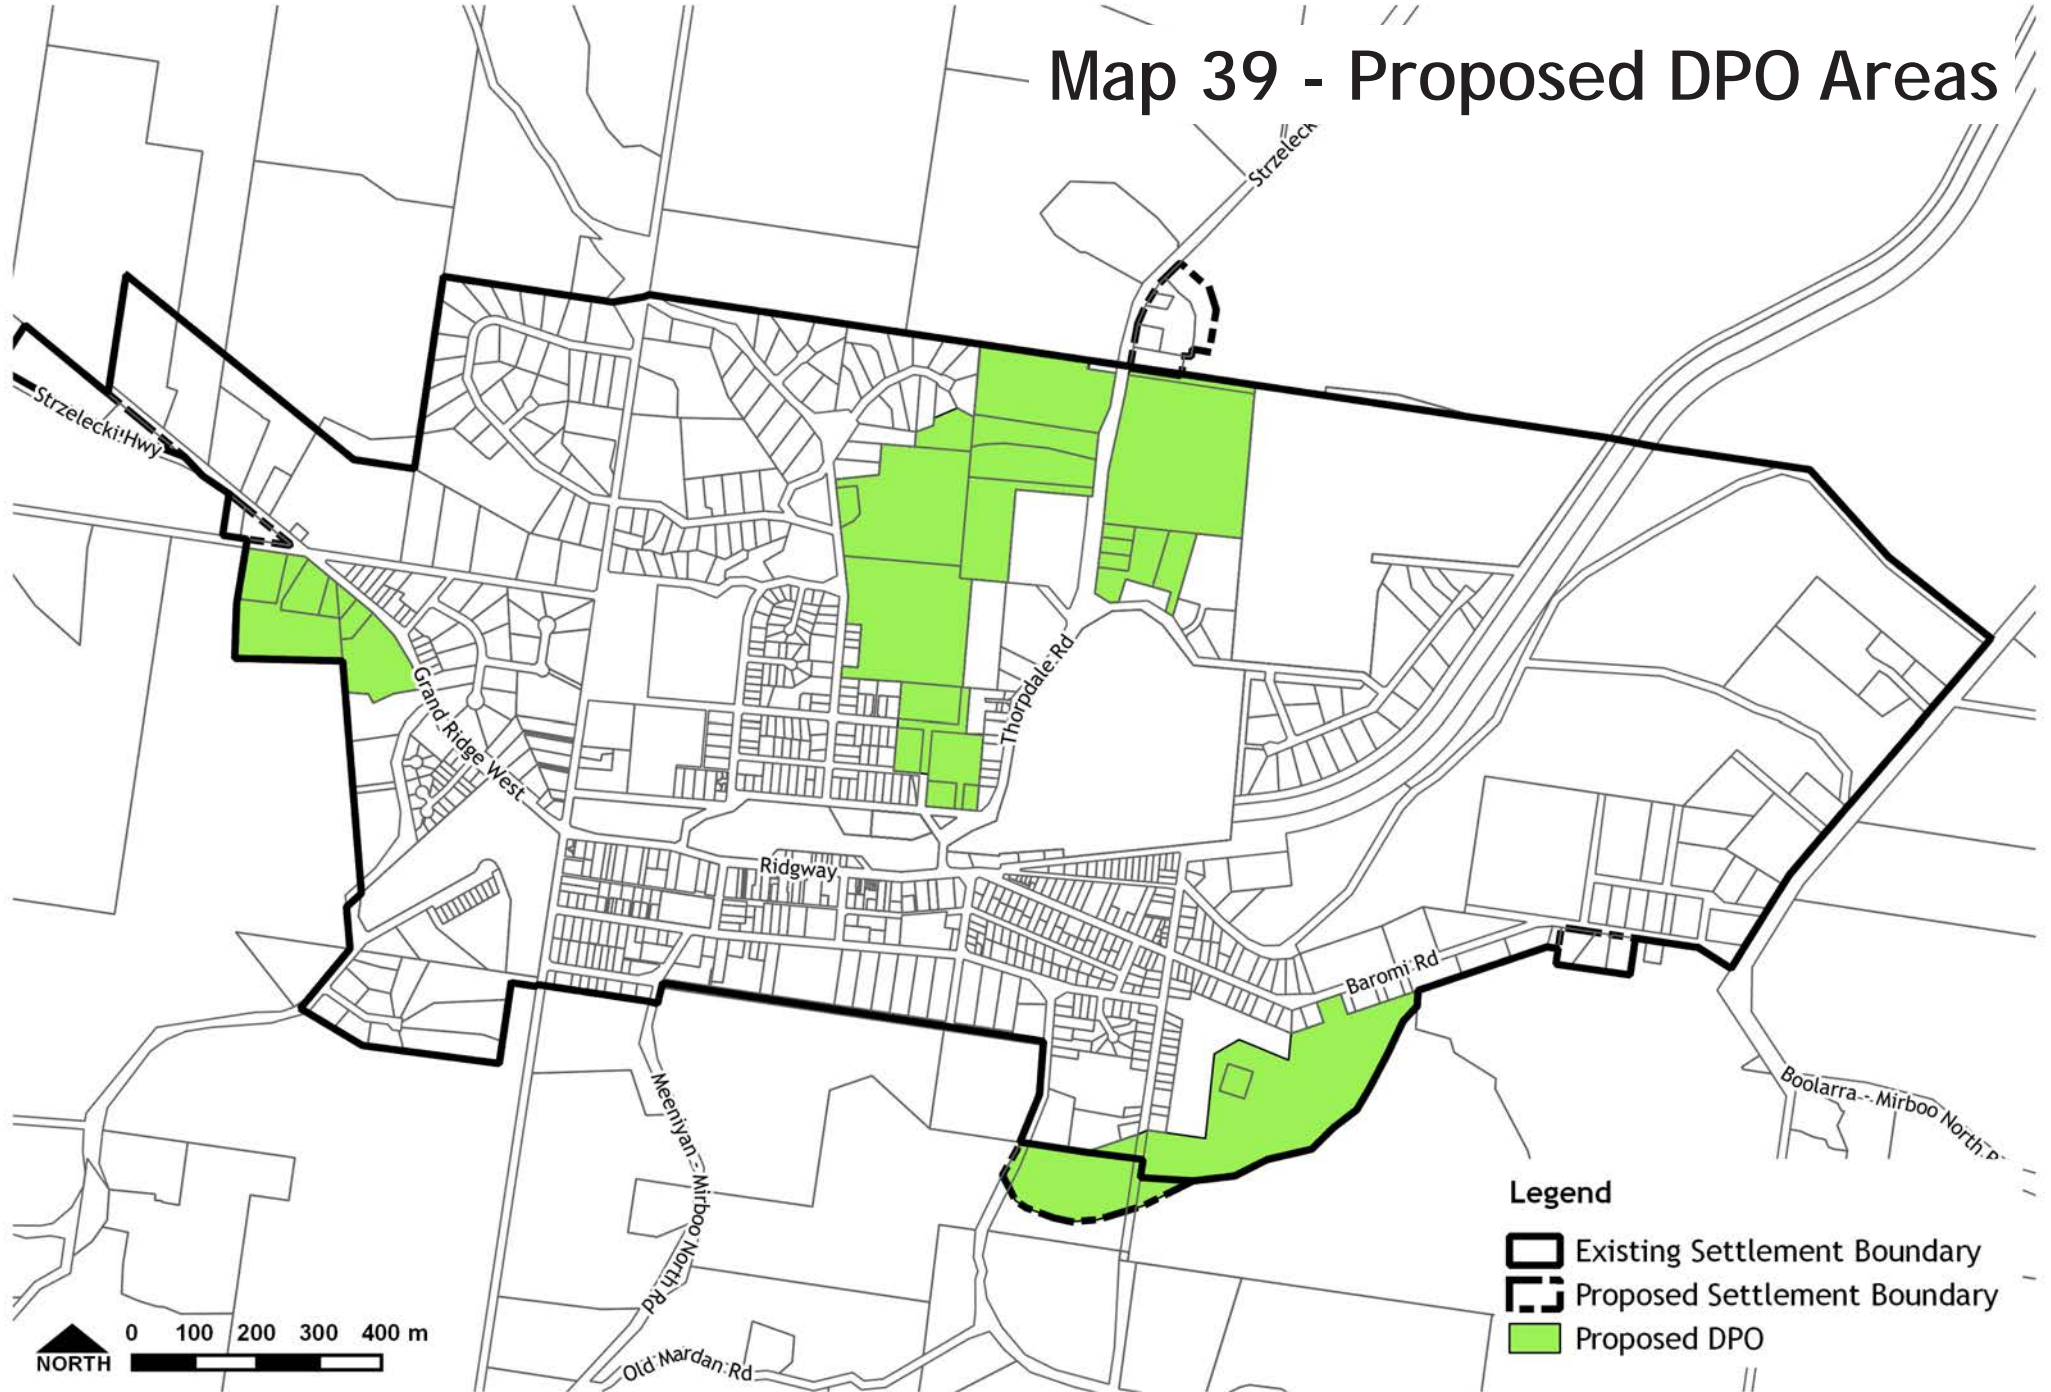 Map 39 - Proposed DPO Areas
Strzelecki Hwy
Grand Ridge West
Thorpdale Rd
Ridgway
Baromi Rd
Meeniyan - Mirboo North Rd
Boolarra - Mirboo North
Old Mardan Rd
Legend
Existing Settlement Boundary
Proposed Settlement Boundary
Proposed DPO
NORTH
0 100 200 300 400 m